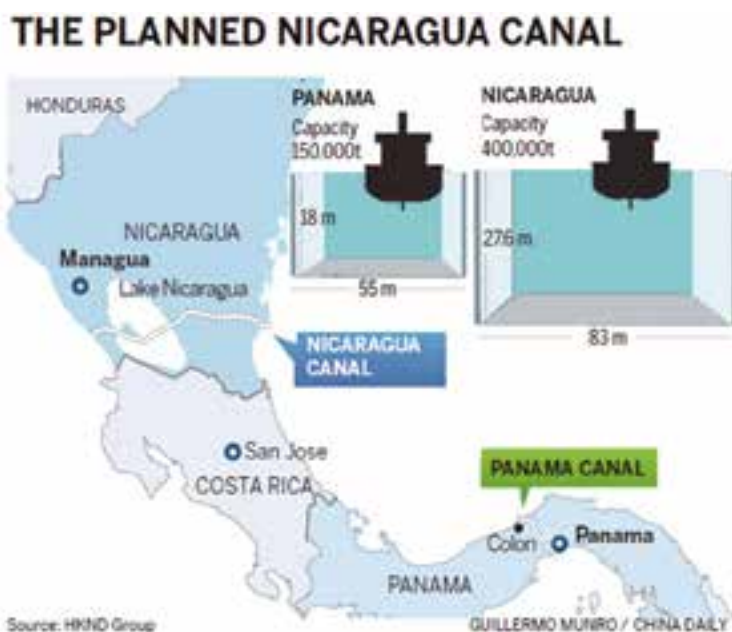 THE PLANNED NICARAGUA CANAL
HONDURAS
PANAMA
Capacity
150.000t
18 m
55 m
NICARAGUA
Capacity
400.000t
27.6 m
83 m
NICARAGUA
Managua
Lake Nicaragua
NICARAGUA
CANAL
San Jose
COSTA RICA
PANAMA CANAL
Colon
Panama
PANAMA
Source: HKND Group
GUILLERMO MUNRO / CHINA DAILY